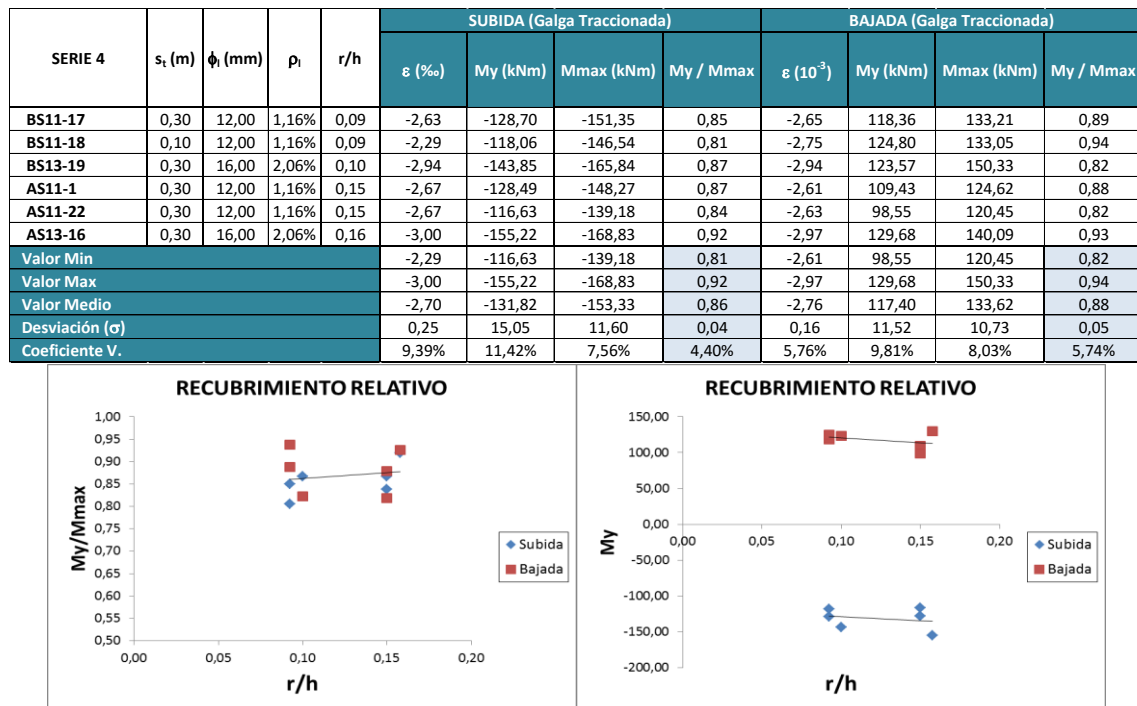 SUBIDA (Galga Traccionada) BAJADA (Galga Traccionada)
SERIE 4 sₜ (m) ϕₗ (mm) ρₗ r/h ε (‰) My (kNm) Mmax (kNm) My / Mmax ε (10⁻³) My (kNm) Mmax (kNm) My / Mmax
BS11-17 0,30 12,00 1,16% 0,09 -2,63 -128,70 -151,35 0,85 -2,65 118,36 133,21 0,89
BS11-18 0,10 12,00 1,16% 0,09 -2,29 -118,06 -146,54 0,81 -2,75 124,80 133,05 0,94
BS13-19 0,30 16,00 2,06% 0,10 -2,94 -143,85 -165,84 0,87 -2,94 123,57 150,33 0,82
AS11-1 0,30 12,00 1,16% 0,15 -2,67 -128,49 -148,27 0,87 -2,61 109,43 124,62 0,88
AS11-22 0,30 12,00 1,16% 0,15 -2,67 -116,63 -139,18 0,84 -2,63 98,55 120,45 0,82
AS13-16 0,30 16,00 2,06% 0,16 -3,00 -155,22 -168,83 0,92 -2,97 129,68 140,09 0,93
Valor Min -2,29 -116,63 -139,18 0,81 -2,61 98,55 120,45 0,82
Valor Max -3,00 -155,22 -168,83 0,92 -2,97 129,68 150,33 0,94
Valor Medio -2,70 -131,82 -153,33 0,86 -2,76 117,40 133,62 0,88
Desviación (σ) 0,25 15,05 11,60 0,04 0,16 11,52 10,73 0,05
Coeficiente V. 9,39% 11,42% 7,56% 4,40% 5,76% 9,81% 8,03% 5,74%
RECUBRIMIENTO RELATIVO
1,00
0,95
0,90
0,85
0,80
0,75
0,70
0,65
0,60
0,55
0,50
My/Mmax
0,00 0,05 0,10 0,15 0,20
r/h
Subida
Bajada
RECUBRIMIENTO RELATIVO
150,00
100,00
50,00
0,00
-50,00
-100,00
-150,00
-200,00
My
0,00 0,05 0,10 0,15 0,20
r/h
Subida
Bajada